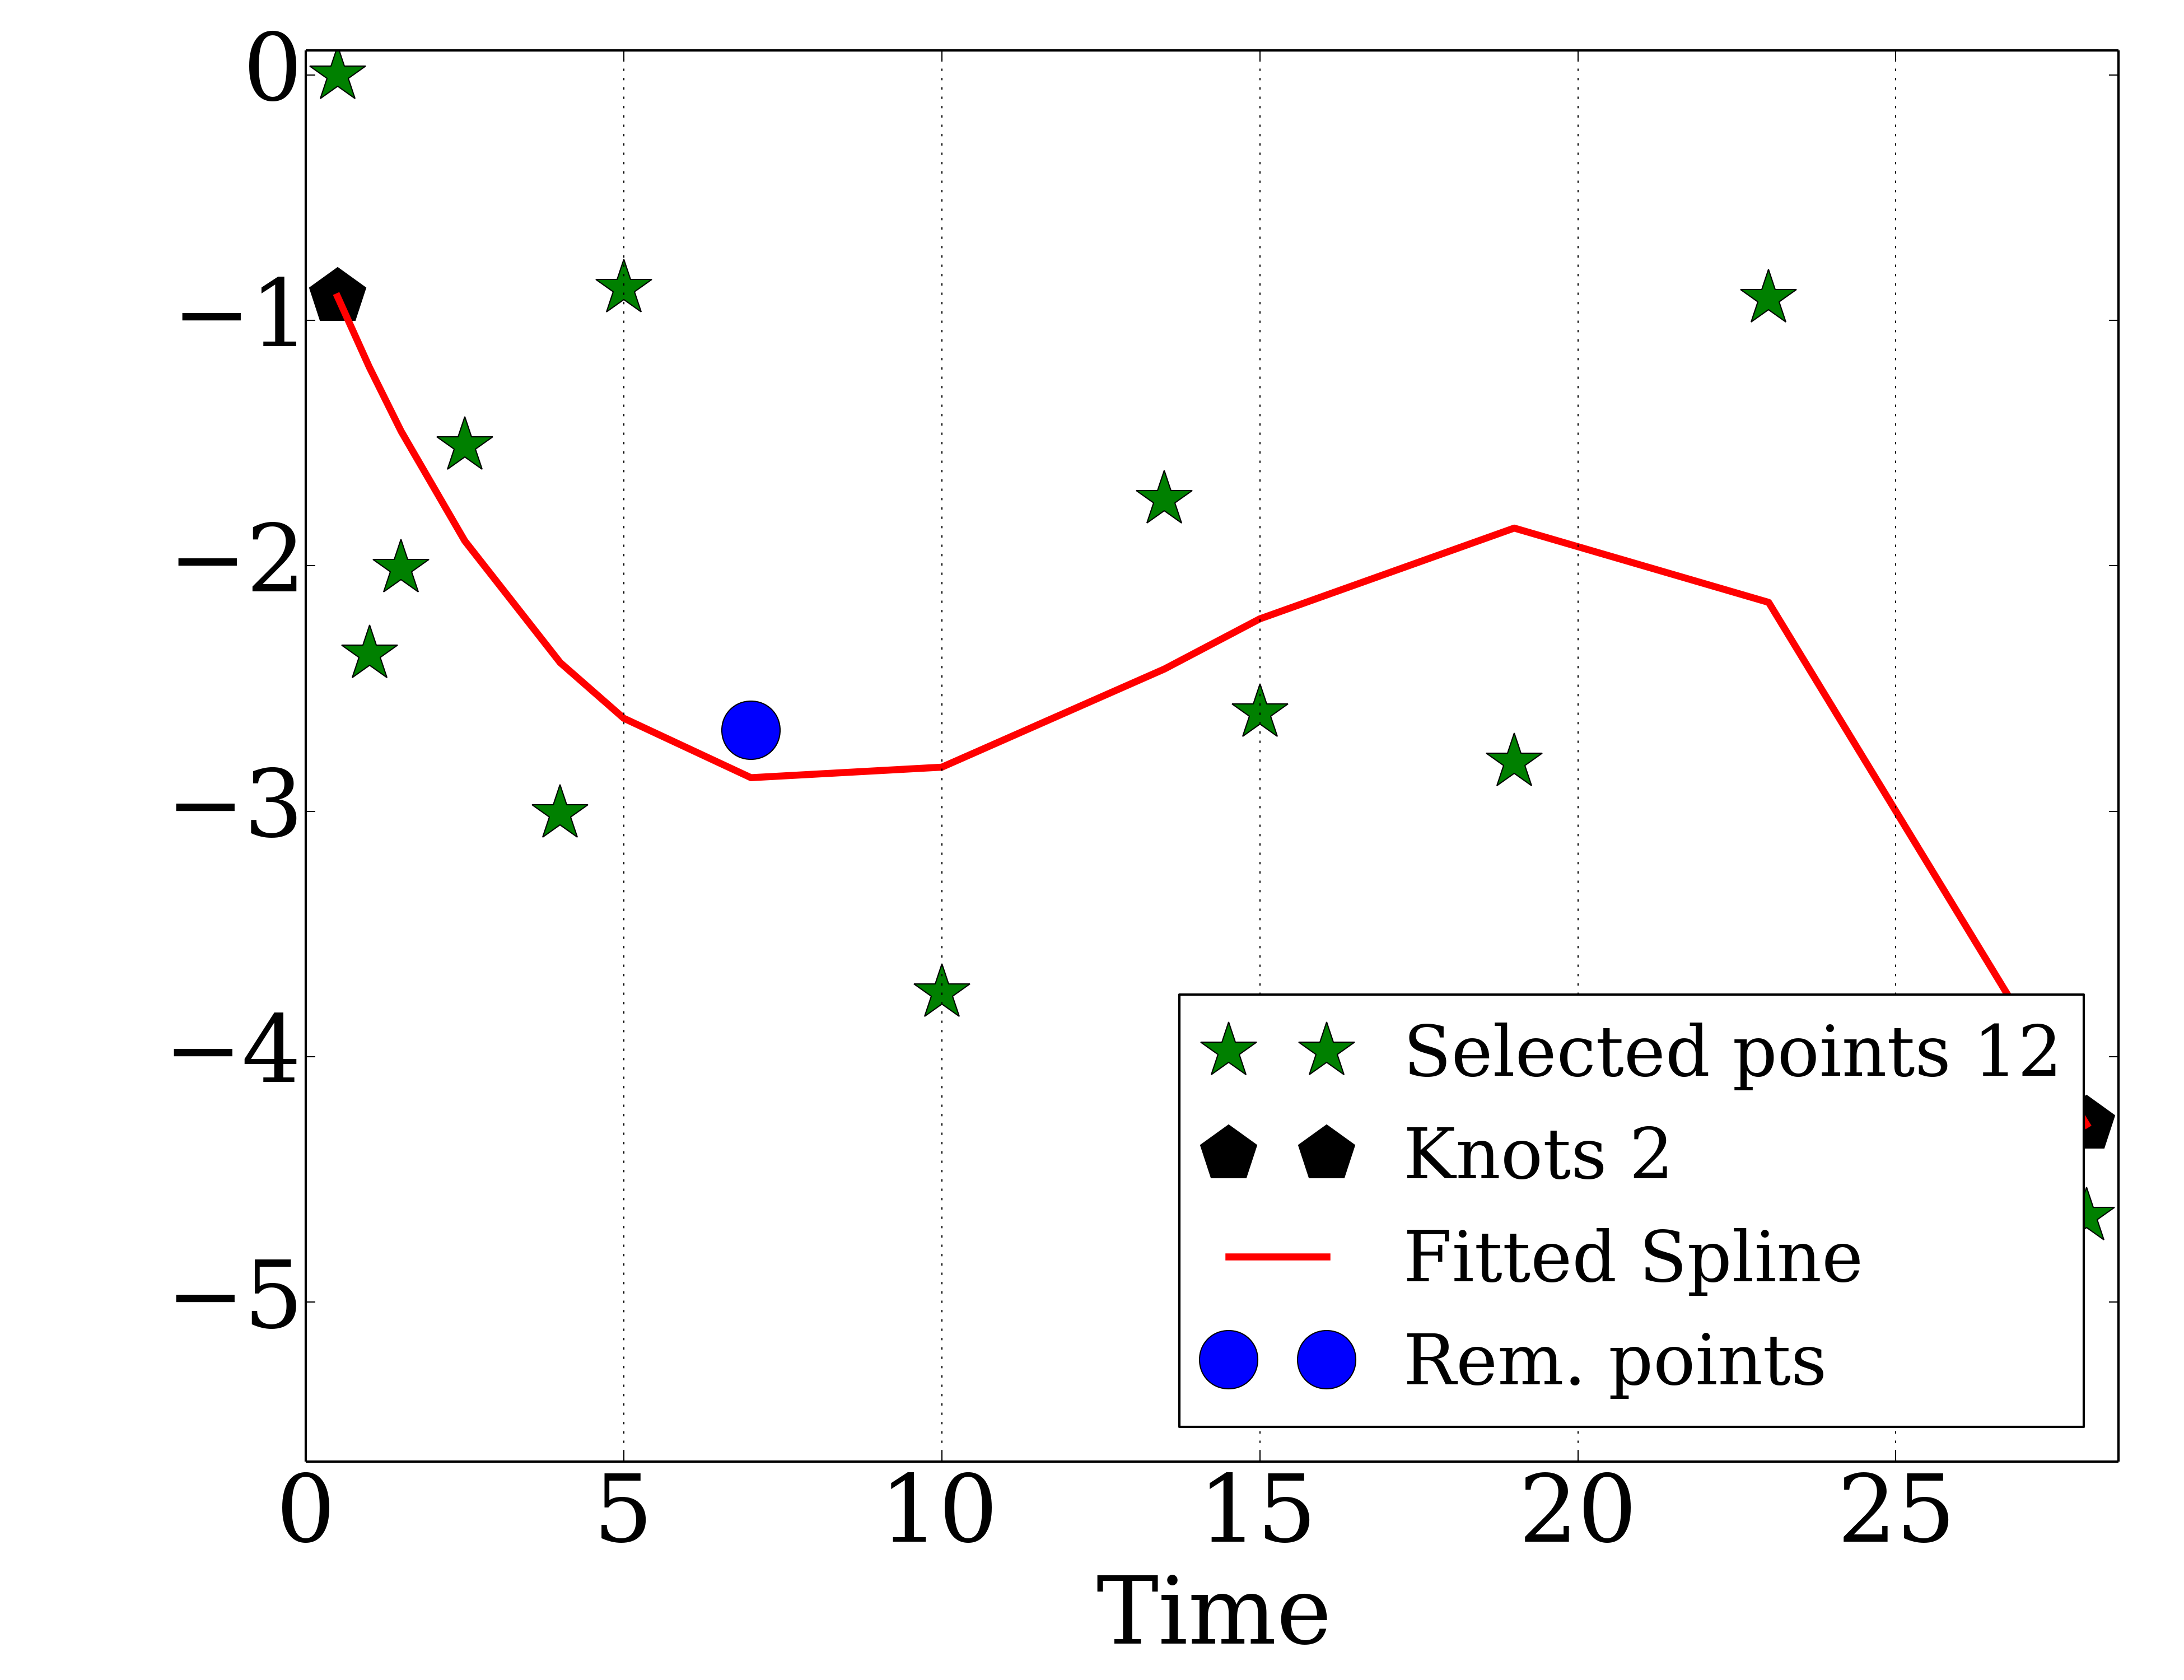 0
−1
−2
−3
−4
−5
Selected points 12
Knots 2
Fitted Spline
Rem. points
0 5 10 15 20 25
Time